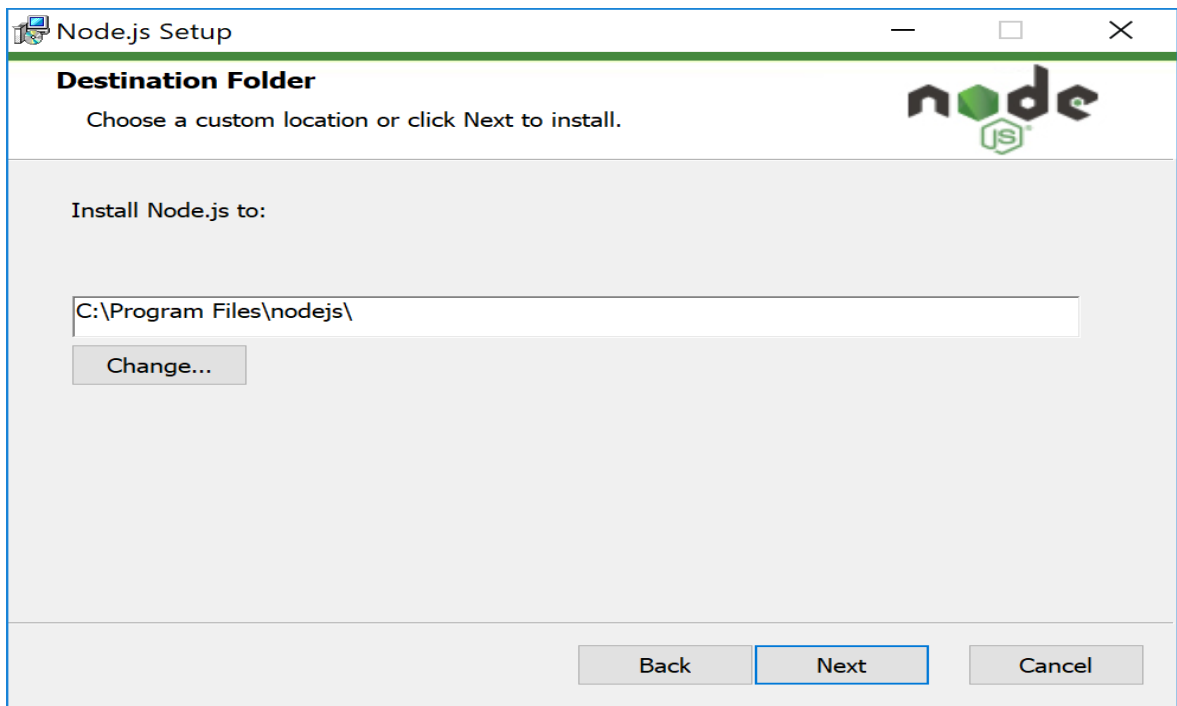 Node.js Setup
Destination Folder
Choose a custom location or click Next to install.
node
JS
Install Node.js to:
C:\Program Files\nodejs\
Change...
Back Next Cancel